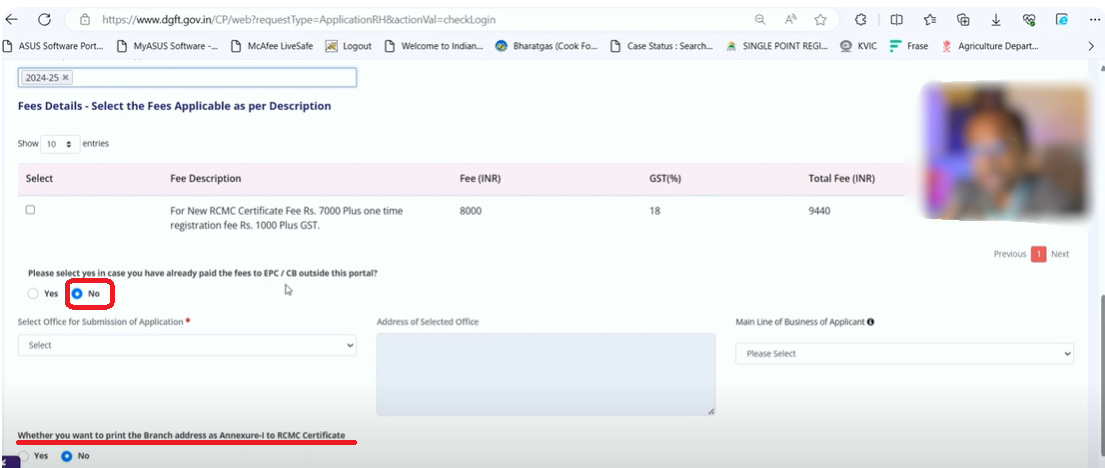 https://www.dgft.gov.in/CP/web?requestType=ApplicationRH&actionVal=checkLogin
ASUS Software Port... MyASUS Software -... McAfee LiveSafe Logout Welcome to Indian... Bharatgas (Cook Fo... Case Status : Search... SINGLE POINT REGI... KVIC Frase Agriculture Depart...
2024-25 ×
Fees Details - Select the Fees Applicable as per Description
Show 10 entries
Select Fee Description Fee (INR) GST(%) Total Fee (INR)
For New RCMC Certificate Fee Rs. 7000 Plus one time 8000 18 9440
registration fee Rs. 1000 Plus GST.
Previous 1 Next
Please select yes in case you have already paid the fees to EPC / CB outside this portal?
Yes No
Select Office for Submission of Application * Address of Selected Office Main Line of Business of Applicant
Select Please Select
Whether you want to print the Branch address as Annexure-I to RCMC Certificate
Yes No